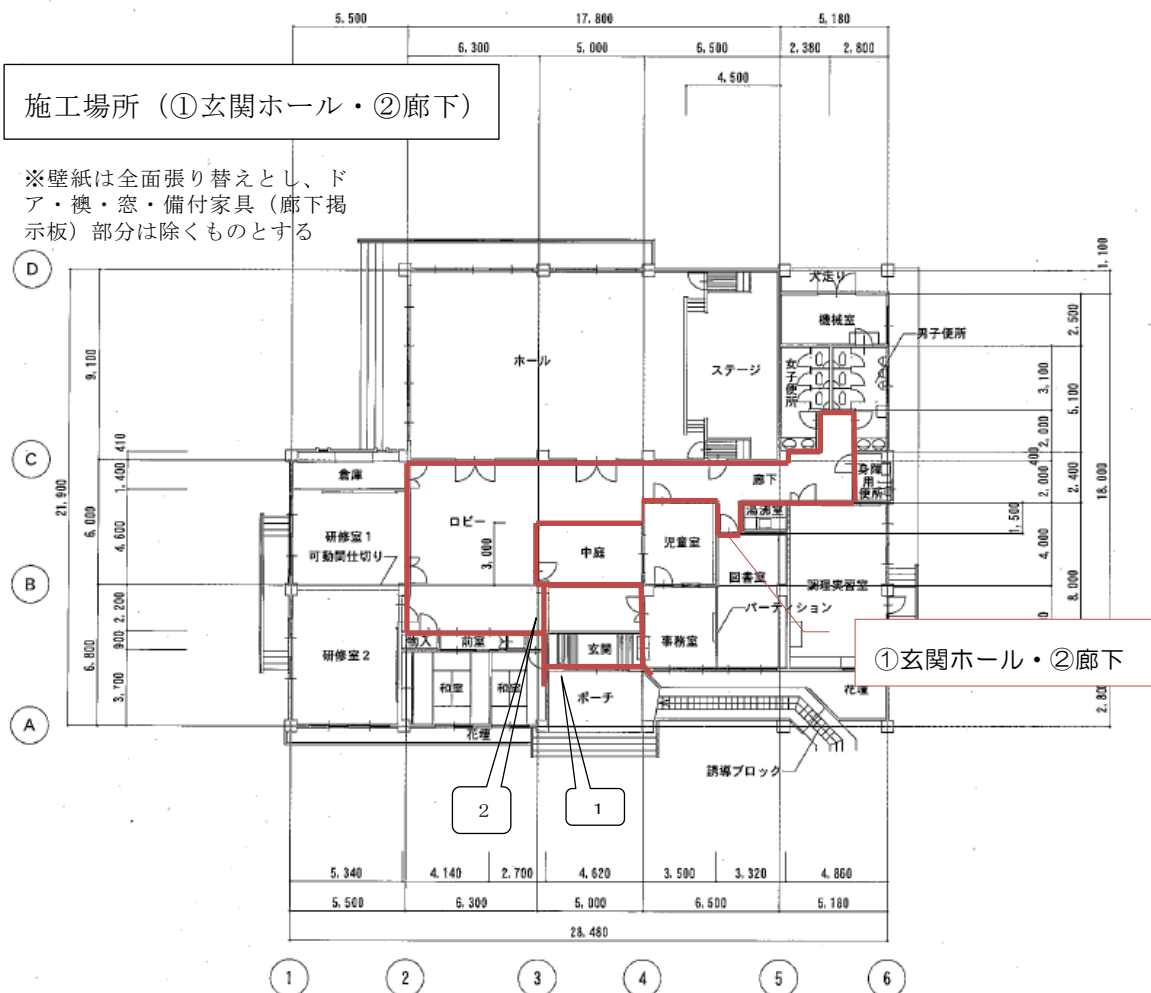 5,500
17,800
5,180
6,300
5,000
6,500
2,380
2,800
4,500
施工場所（①玄関ホール・②廊下）
※壁紙は全面張り替えとし、ド
ア・襖・窓・備付家具（廊下掲
示板）部分は除くものとする
D
1,100
犬走り
機械室
2,500
男子便所
9,100
ホール
ステージ
女子便所
3,100
5,100
2,000
410
C
400
倉庫
1,400
廊下
身障用便所
2,000
2,400
18,000
21,900
6,000
4,600
ロビー
湯沸室
1,500
研修室1
可動間仕切り
3,000
中庭
児童室
4,000
図書室
調理実習室
B
8,000
2,200
パーティション
900
物入
前室
玄関
事務室
6,800
研修室2
①玄関ホール・②廊下
3,700
和室
和室
ポーチ
花壇
2,800
A
花壇
誘導ブロック
2
1
5,340
4,140
2,700
4,620
3,500
3,320
4,860
5,500
6,300
5,000
6,500
5,180
28,480
1
2
3
4
5
6